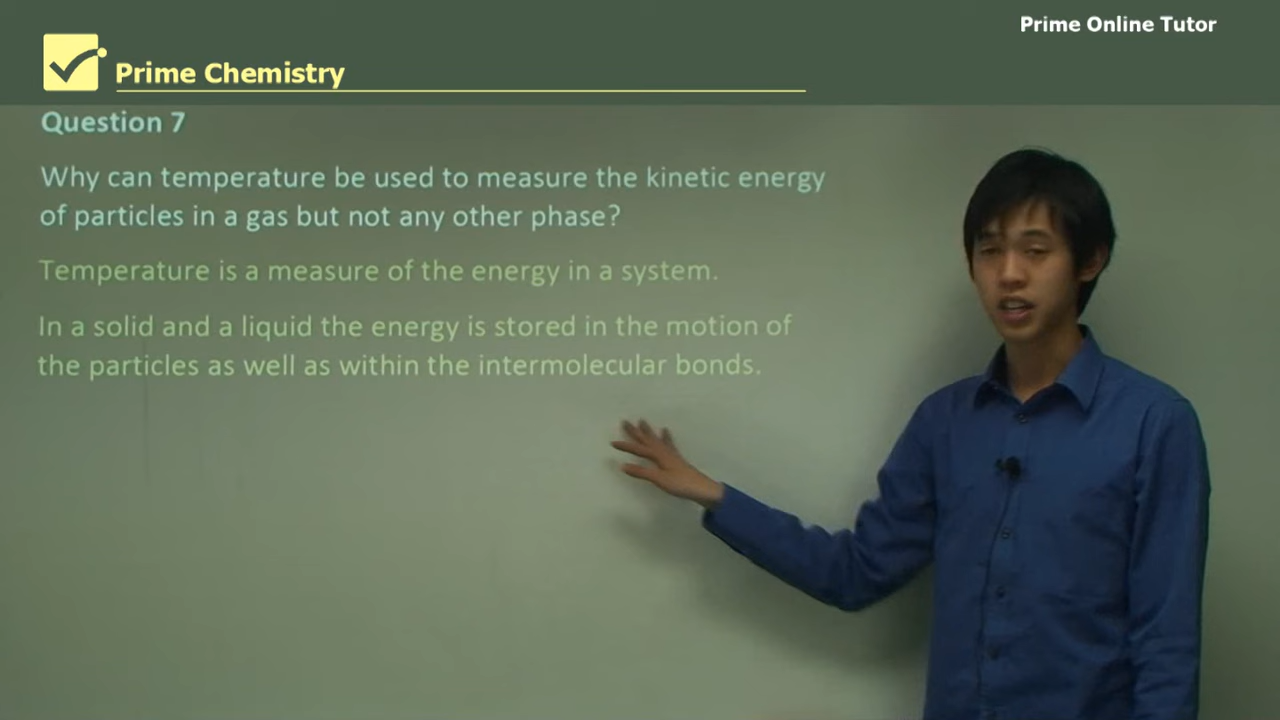 Prime Online Tutor
Prime Chemistry
Question 7
Why can temperature be used to measure the kinetic energy
of particles in a gas but not any other phase?
Temperature is a measure of the energy in a system.
In a solid and a liquid the energy is stored in the motion of
the particles as well as within the intermolecular bonds.